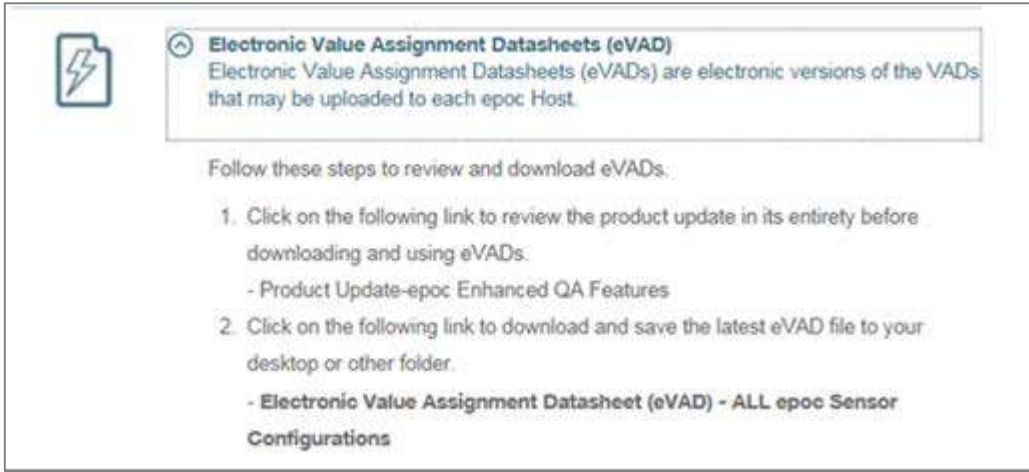 Electronic Value Assignment Datasheets (eVAD)
Electronic Value Assignment Datasheets (eVADs) are electronic versions of the VADs
that may be uploaded to each epoc Host.
Follow these steps to review and download eVADs.
1. Click on the following link to review the product update in its entirety before
downloading and using eVADs.
- Product Update-epoc Enhanced QA Features
2. Click on the following link to download and save the latest eVAD file to your
desktop or other folder.
- Electronic Value Assignment Datasheet (eVAD) - ALL epoc Sensor
Configurations